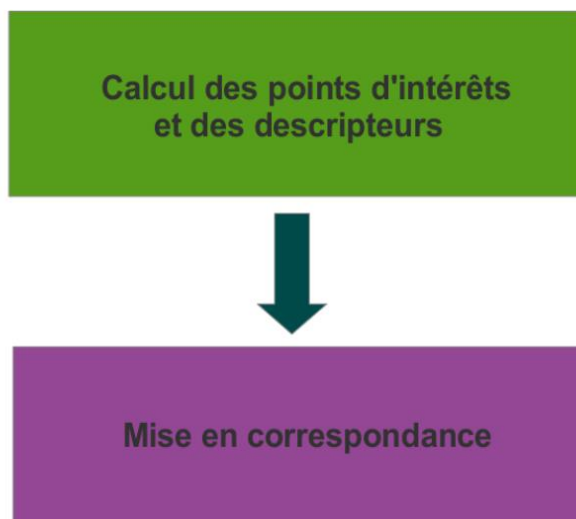 Calcul des points d'intérêts
et des descripteurs
Mise en correspondance